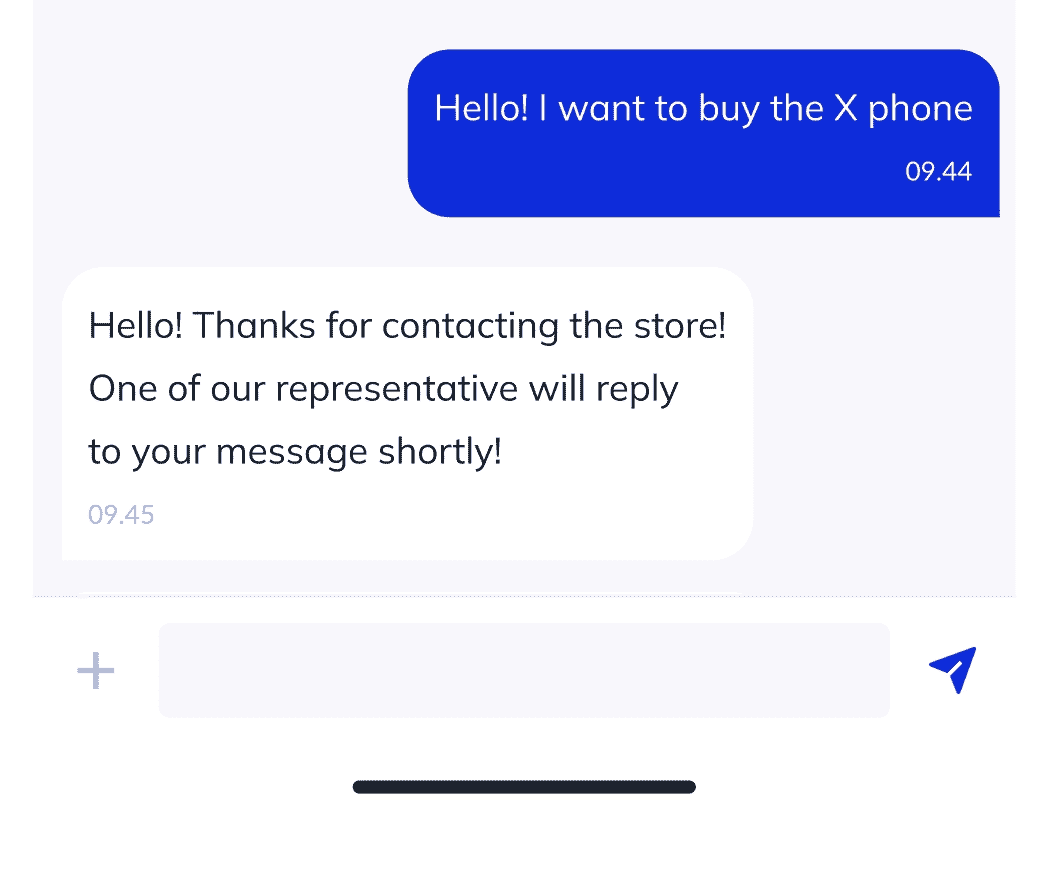 Hello! I want to buy the X phone
09.44
Hello! Thanks for contacting the store!
One of our representative will reply
to your message shortly!
09.45